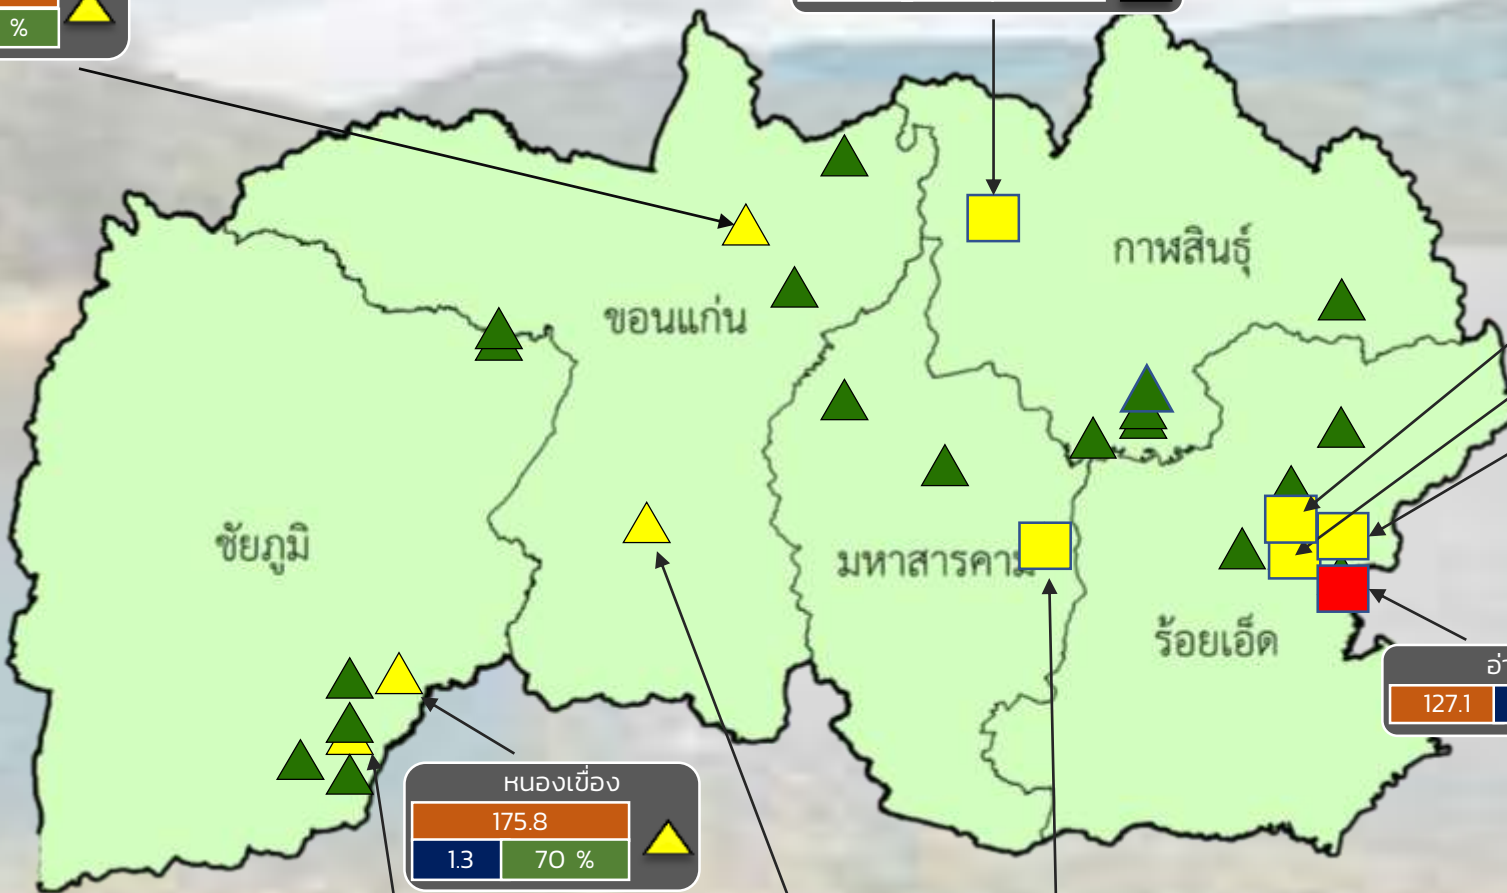 %
กาฬสินธุ์
ขอนแก่น
ชัยภูมิ
มหาสารคาม
ร้อยเอ็ด
127.1
หนองเขื่อง
175.8
1.3 70 %